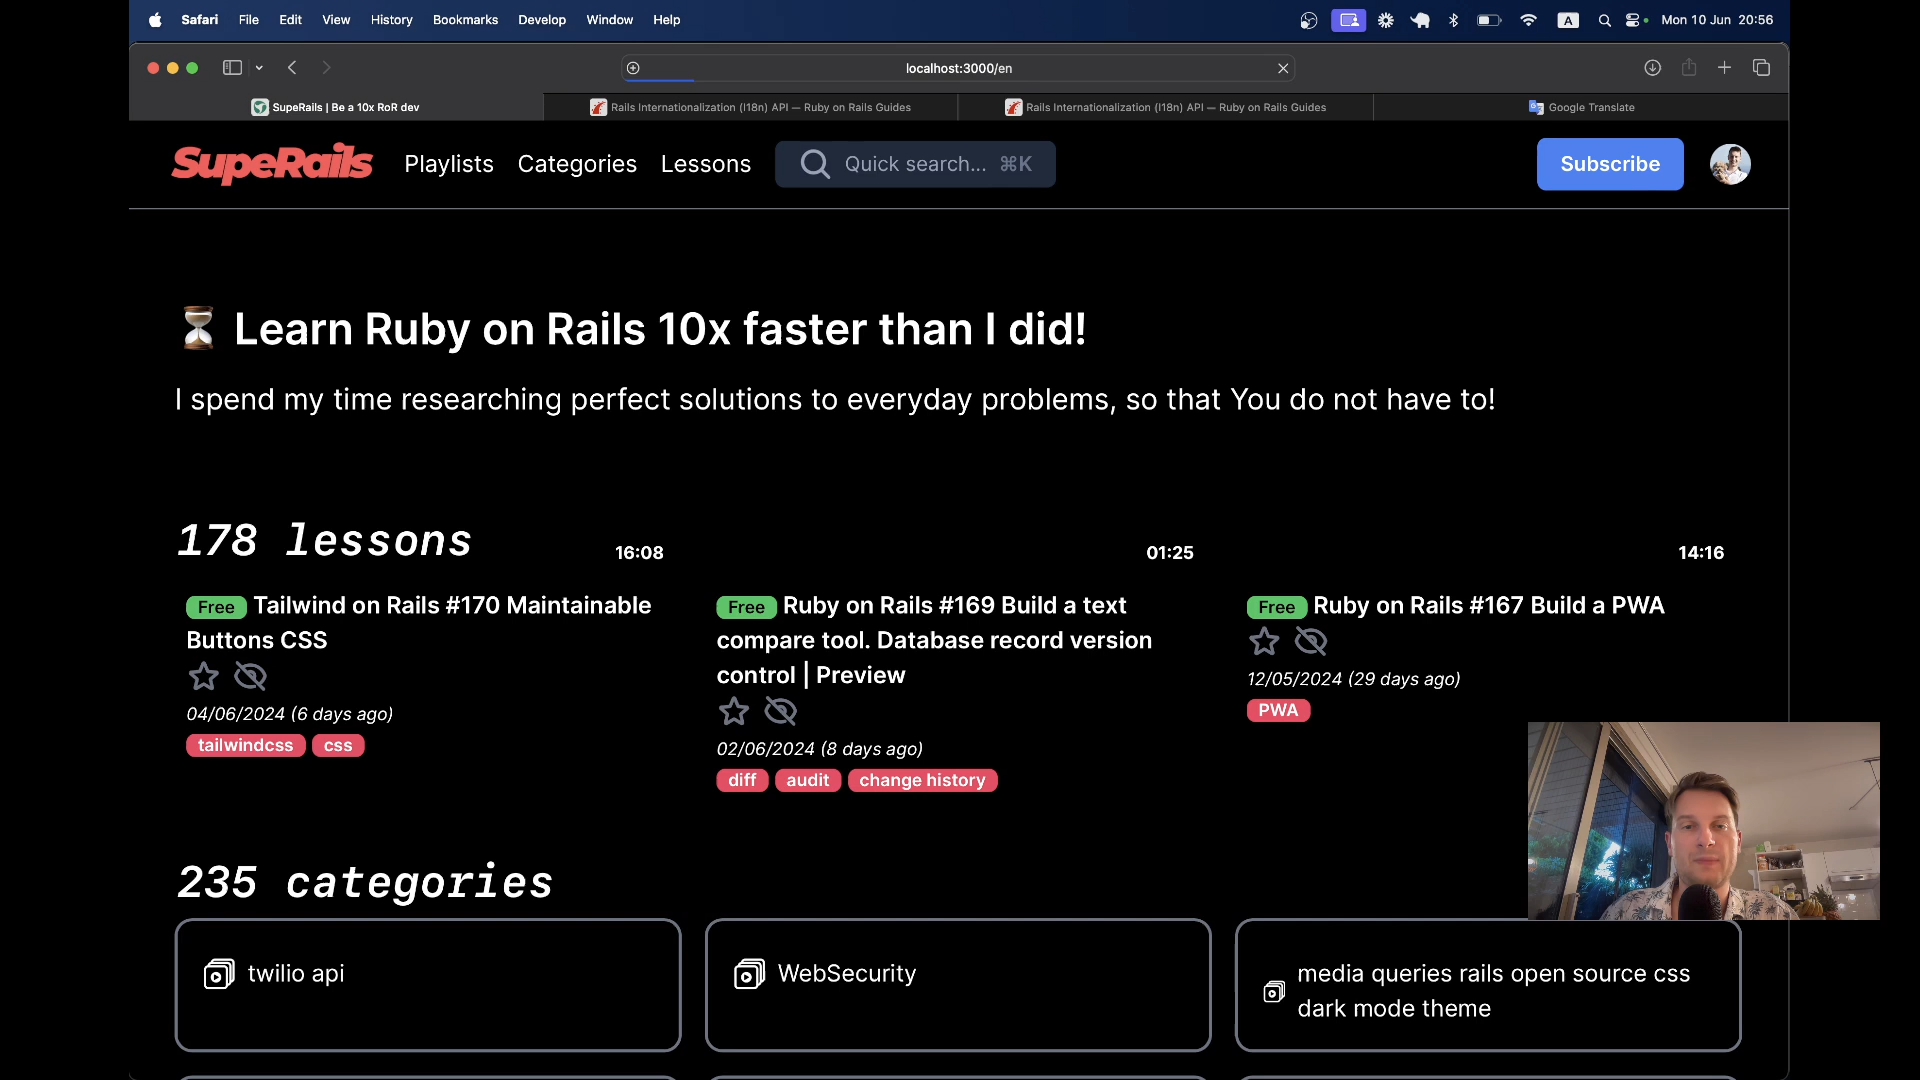 Safari File Edit View History Bookmarks Develop Window Help
A Mon 10 Jun 20:56
localhost:3000/en
SupeRails | Be a 10x RoR dev
Rails Internationalization (I18n) API — Ruby on Rails Guides
Rails Internationalization (I18n) API — Ruby on Rails Guides
Google Translate
SupeRails Playlists Categories Lessons Quick search... ⌘K Subscribe
⏳ Learn Ruby on Rails 10x faster than I did!
I spend my time researching perfect solutions to everyday problems, so that You do not have to!
178 lessons
16:08
Free Tailwind on Rails #170 Maintainable
Buttons CSS
04/06/2024 (6 days ago)
tailwindcss css
01:25
Free Ruby on Rails #169 Build a text
compare tool. Database record version
control | Preview
02/06/2024 (8 days ago)
diff audit change history
14:16
Free Ruby on Rails #167 Build a PWA
12/05/2024 (29 days ago)
PWA
235 categories
twilio api
WebSecurity
media queries rails open source css
dark mode theme